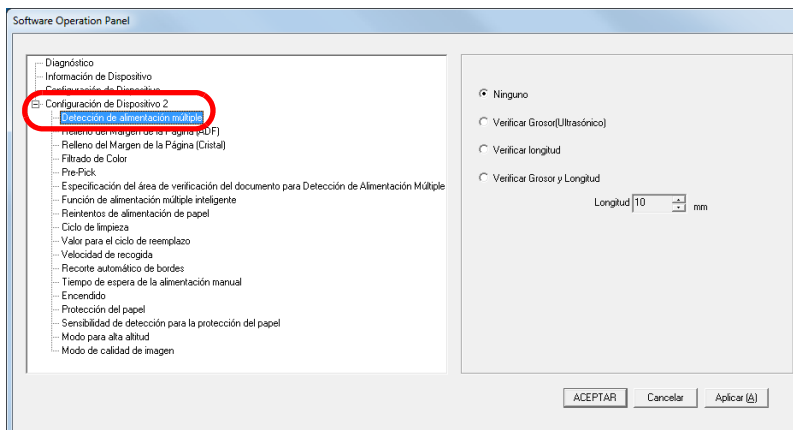 Software Operation Panel
Diagnóstico
Información de Dispositivo
Configuración de Dispositivo
Configuración de Dispositivo 2
Detección de alimentación múltiple
Relleno del Margen de la Página (ADF)
Relleno del Margen de la Página (Cristal)
Filtrado de Color
Pre-Pick
Especificación del área de verificación del documento para Detección de Alimentación Múltiple
Función de alimentación múltiple inteligente
Reintentos de alimentación de papel
Ciclo de limpieza
Valor para el ciclo de reemplazo
Velocidad de recogida
Recorte automático de bordes
Tiempo de espera de la alimentación manual
Encendido
Protección del papel
Sensibilidad de detección para la protección del papel
Modo para alta altitud
Modo de calidad de imagen
Ninguno
Verificar Grosor(Ultrasónico)
Verificar longitud
Verificar Grosor y Longitud
Longitud 10 mm
ACEPTAR Cancelar Aplicar (A)